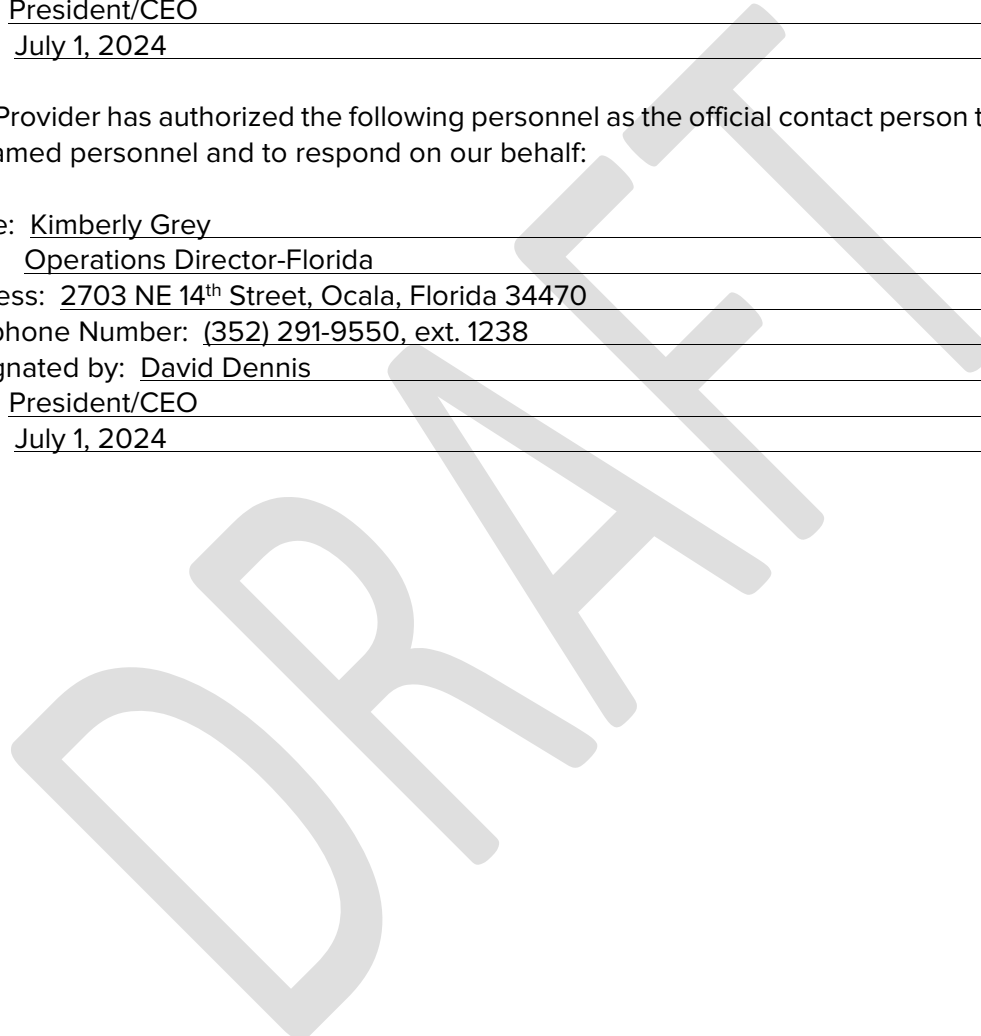 President/CEO
July 1, 2024
Provider has authorized the following personnel as the official contact person t
amed personnel and to respond on our behalf:
e: Kimberly Grey
Operations Director-Florida
ess: 2703 NE 14th Street, Ocala, Florida 34470
phone Number: (352) 291-9550, ext. 1238
gnated by: David Dennis
President/CEO
July 1, 2024
DRAFT